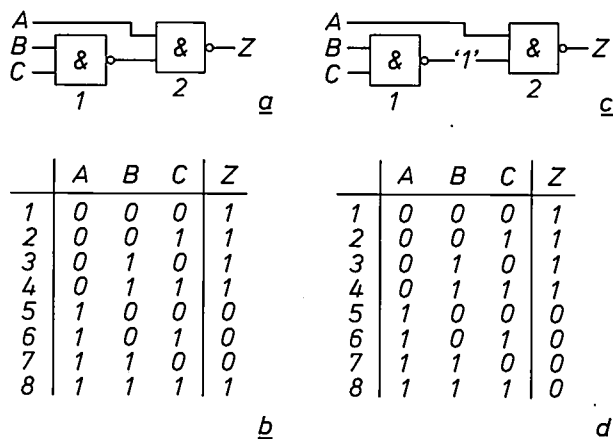 A
B
C
&
1
&
2
Z
a
A
B
C
&
1
'1'
&
2
Z
c
A B C Z
1 0 0 0 1
2 0 0 1 1
3 0 1 0 1
4 0 1 1 1
5 1 0 0 0
6 1 0 1 0
7 1 1 0 0
8 1 1 1 1
b
A B C Z
1 0 0 0 1
2 0 0 1 1
3 0 1 0 1
4 0 1 1 1
5 1 0 0 0
6 1 0 1 0
7 1 1 0 0
8 1 1 1 0
d